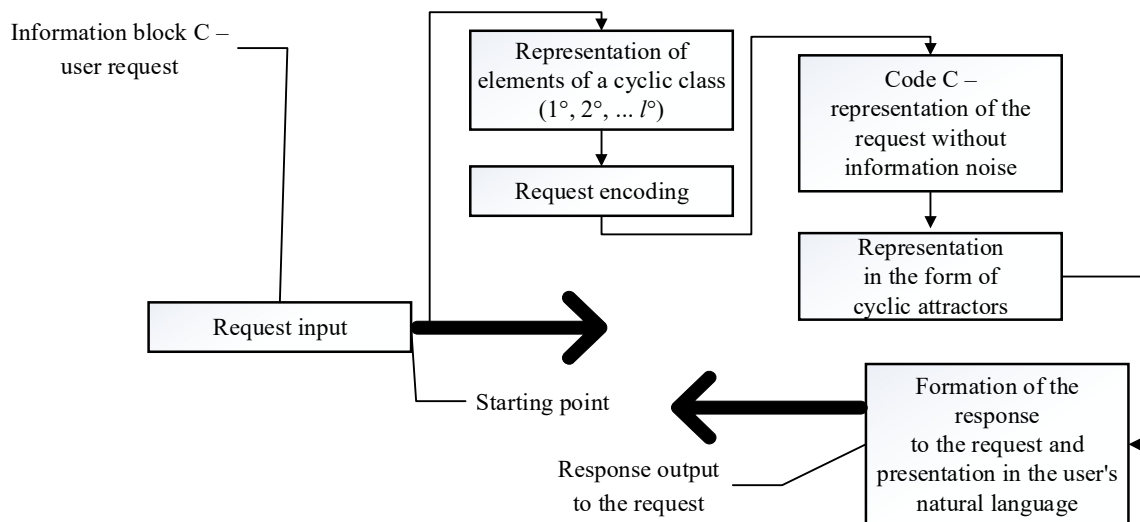 Information block C –
user request
Representation of
elements of a cyclic class
(1°, 2°, ... l°)
Request encoding
Code C –
representation of the
request without
information noise
Representation
in the form of
cyclic attractors
Request input
Starting point
Formation of the
response
to the request and
presentation in the user's
natural language
Response output
to the request